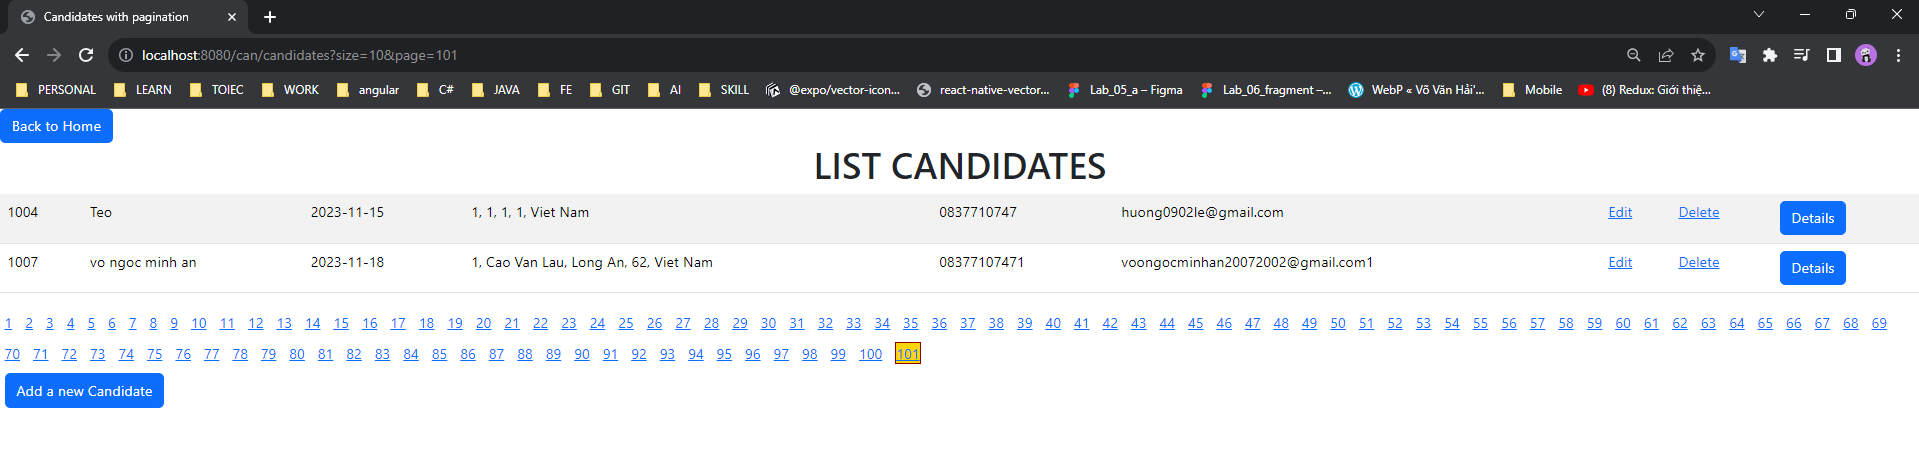 Candidates with pagination
localhost:8080/can/candidates?size=10&page=101
PERSONAL LEARN TOIEC WORK angular C# JAVA FE GIT AI SKILL @expo/vector-icon... react-native-vector... Lab_05_a – Figma Lab_06_fragment –... WebP « Võ Văn Hải'... Mobile (8) Redux: Giới thiệ...
Back to Home
LIST CANDIDATES
1004 Teo 2023-11-15 1, 1, 1, 1, Viet Nam 0837710747 huong0902le@gmail.com Edit Delete Details
1007 vo ngoc minh an 2023-11-18 1, Cao Van Lau, Long An, 62, Viet Nam 08377107471 voongocminhan20072002@gmail.com1 Edit Delete Details
1 2 3 4 5 6 7 8 9 10 11 12 13 14 15 16 17 18 19 20 21 22 23 24 25 26 27 28 29 30 31 32 33 34 35 36 37 38 39 40 41 42 43 44 45 46 47 48 49 50 51 52 53 54 55 56 57 58 59 60 61 62 63 64 65 66 67 68 69
70 71 72 73 74 75 76 77 78 79 80 81 82 83 84 85 86 87 88 89 90 91 92 93 94 95 96 97 98 99 100 101
Add a new Candidate